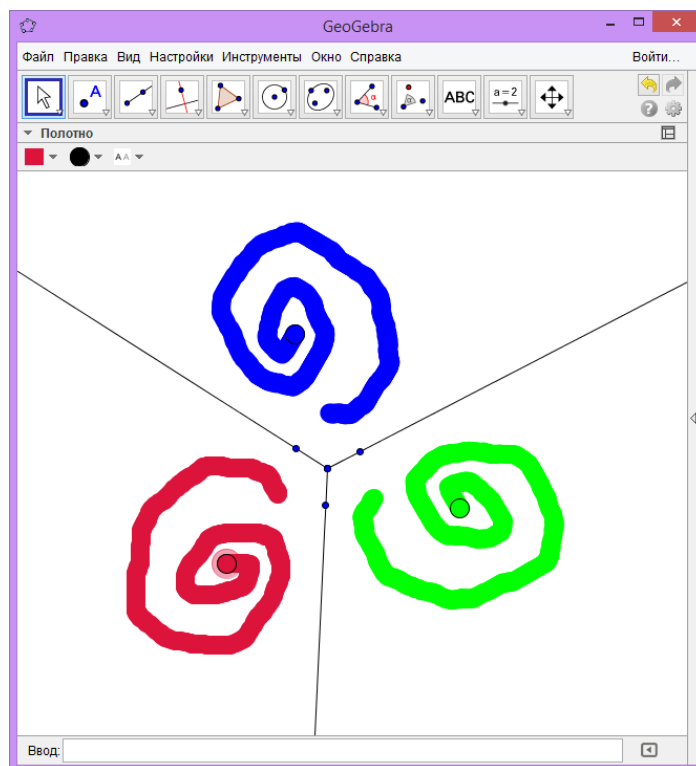 GeoGebra
Файл Правка Вид Настройки Инструменты Окно Справка Войти...
A α α ABC a = 2
Полотно
A A
Ввод: